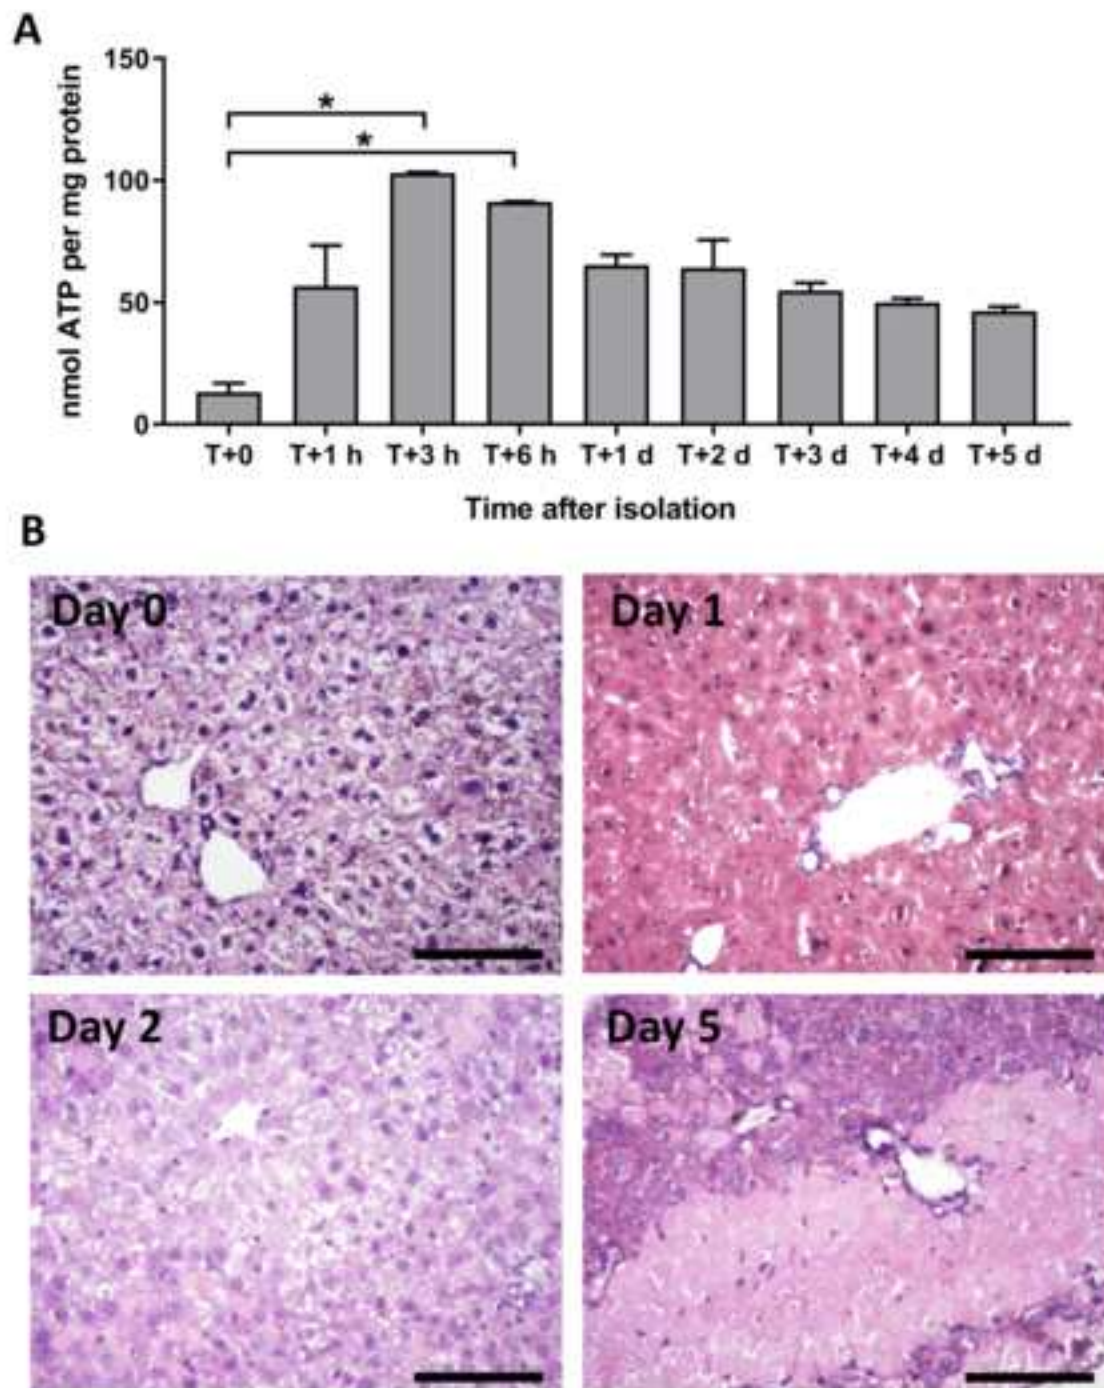 A
nmol ATP per mg protein
150
100
50
0
*
*
T+0 T+1 h T+3 h T+6 h T+1 d T+2 d T+3 d T+4 d T+5 d
Time after isolation
B
Day 0
Day 1
Day 2
Day 5